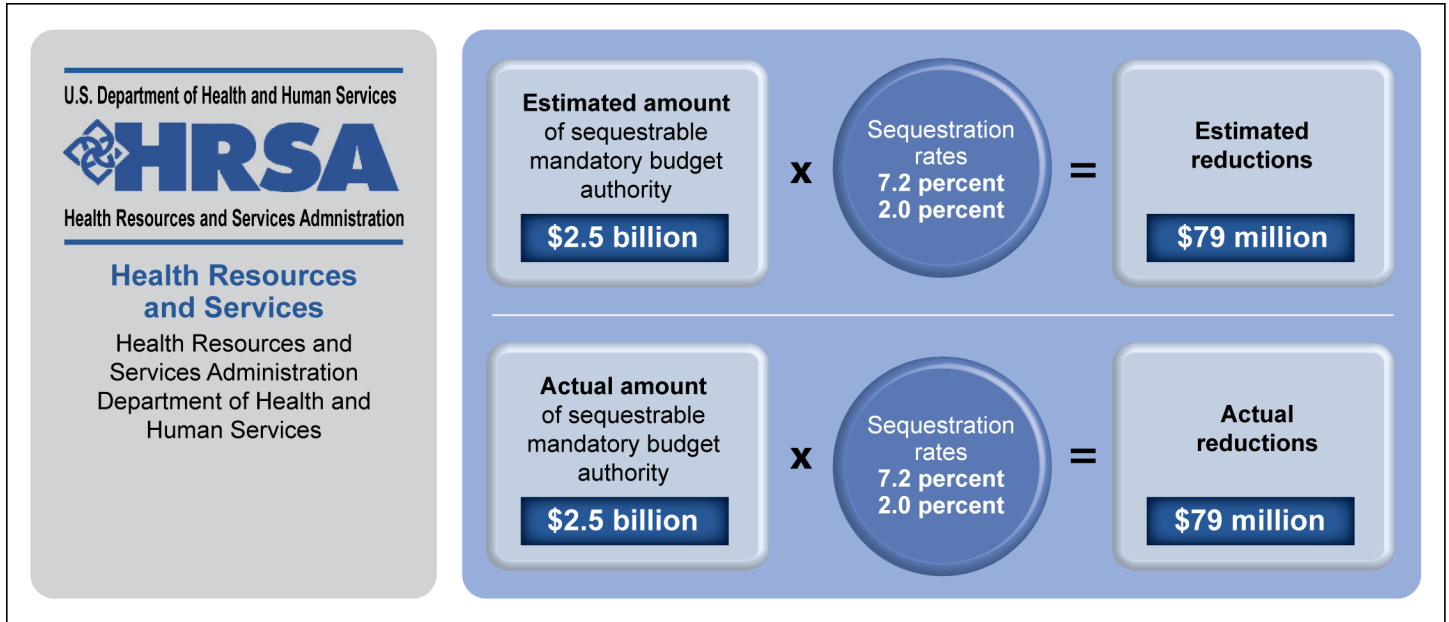 U.S. Department of Health and Human Services
HRSA
Health Resources and Services Admnistration
Health Resources
and Services
Health Resources and
Services Administration
Department of Health and
Human Services
Estimated amount
of sequestrable
mandatory budget
authority
$2.5 billion
x
Sequestration
rates
7.2 percent
2.0 percent
=
Estimated
reductions
$79 million
Actual amount
of sequestrable
mandatory budget
authority
$2.5 billion
x
Sequestration
rates
7.2 percent
2.0 percent
=
Actual
reductions
$79 million